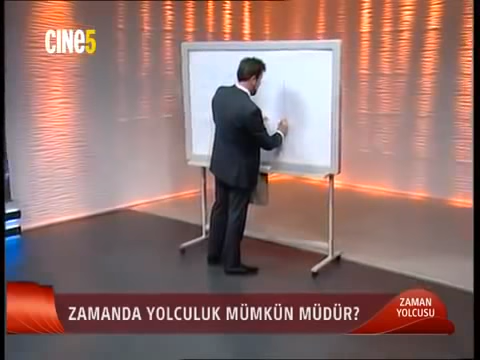 CINE5
ZAMANDA YOLCULUK MÜMKÜN MÜDÜR?
ZAMAN
YOLCUSU